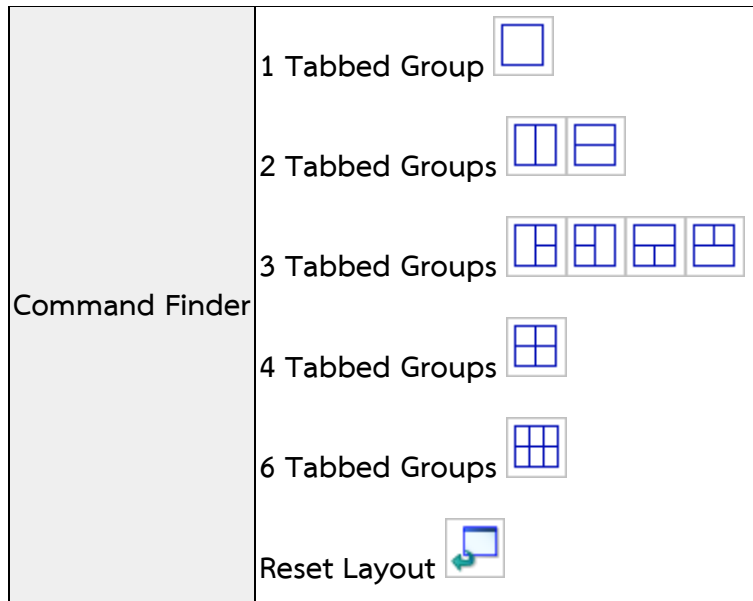 1 Tabbed Group
2 Tabbed Groups
3 Tabbed Groups
Command Finder
4 Tabbed Groups
6 Tabbed Groups
Reset Layout